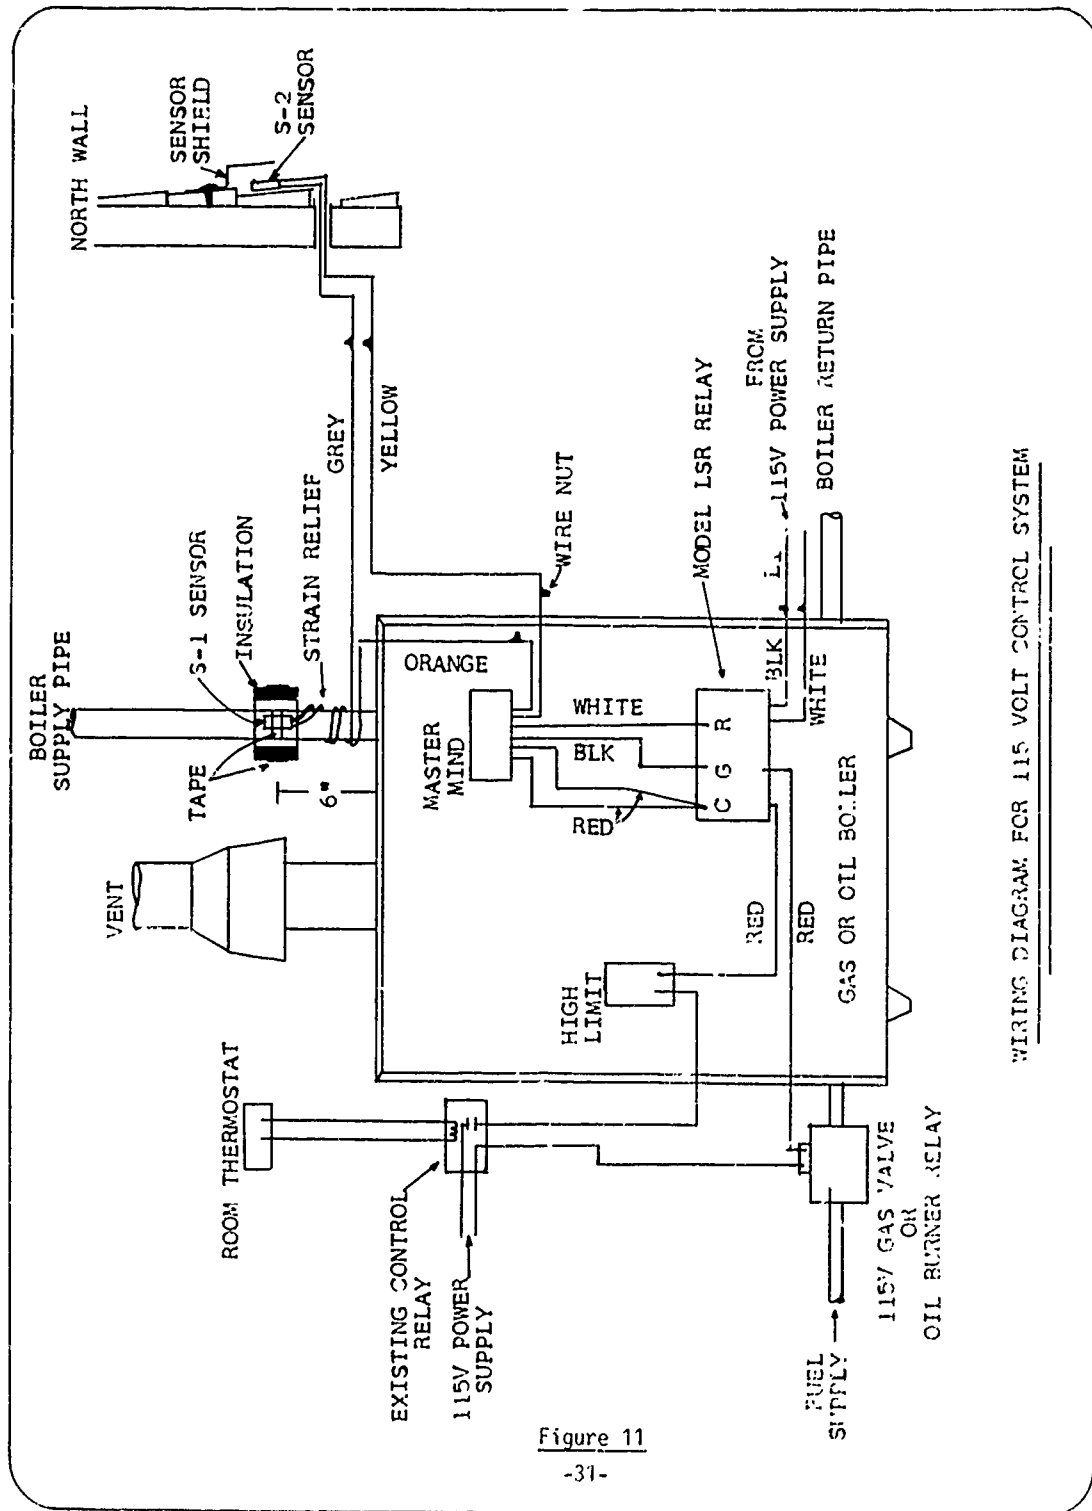 NORTH WALL
SENSOR
SHIELD
S-2
SENSOR
BOILER
SUPPLY PIPE
S-1 SENSOR
INSULATION
STRAIN RELIEF
TAPE
6"
GREY
YELLOW
WIRE NUT
VENT
ORANGE
MASTER
MIND
WHITE
BLK
RED
C G R
MODEL LSR RELAY
BLK
WHITE
FROM
115V POWER SUPPLY
BOILER RETURN PIPE
ROOM THERMOSTAT
HIGH
LIMIT
RED
RED
GAS OR OIL BOILER
EXISTING CONTROL
RELAY
115V POWER
SUPPLY
FUEL
SUPPLY
115V GAS VALVE
OR
OIL BURNER RELAY
WIRING DIAGRAM FOR 115 VOLT CONTROL SYSTEM
Figure 11
-31-